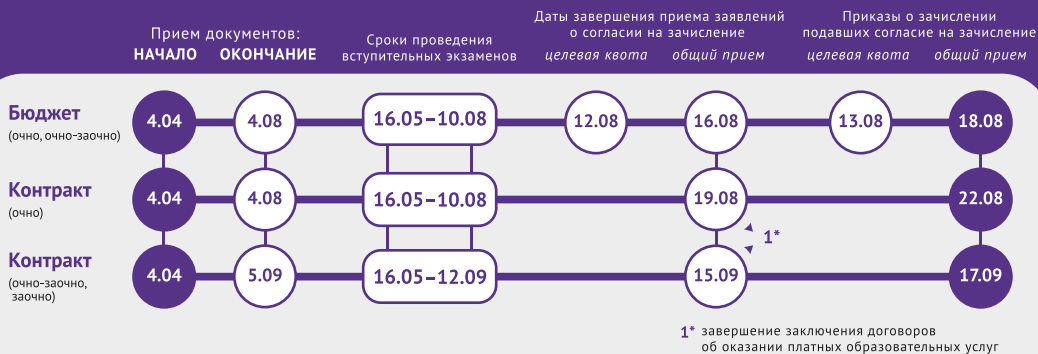 Прием документов:
НАЧАЛО ОКОНЧАНИЕ
Сроки проведения
вступительных экзаменов
Даты завершения приема заявлений
о согласии на зачисление
целевая квота общий прием
Приказы о зачислении
подавших согласие на зачисление
целевая квота общий прием
Бюджет
(очно, очно-заочно)
4.04 4.08 16.05–10.08 12.08 16.08 13.08 18.08
Контракт
(очно)
4.04 4.08 16.05–10.08 19.08 22.08
1*
Контракт
(очно-заочно,
заочно)
4.04 5.09 16.05–12.09 15.09 17.09
1* завершение заключения договоров
об оказании платных образовательных услуг